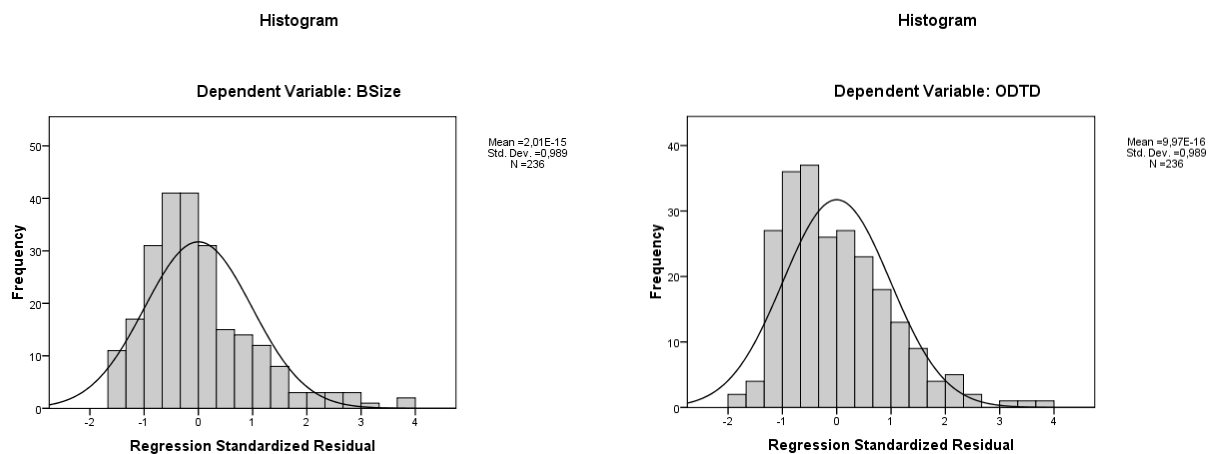 Histogram
Dependent Variable: BSize
Mean =2,01E-15
Std. Dev. =0,989
N =236
50
40
30
20
10
0
Frequency
-2 -1 0 1 2 3 4
Regression Standardized Residual
Histogram
Dependent Variable: ODTD
Mean =9,97E-16
Std. Dev. =0,989
N =236
40
30
20
10
0
Frequency
-2 -1 0 1 2 3 4
Regression Standardized Residual